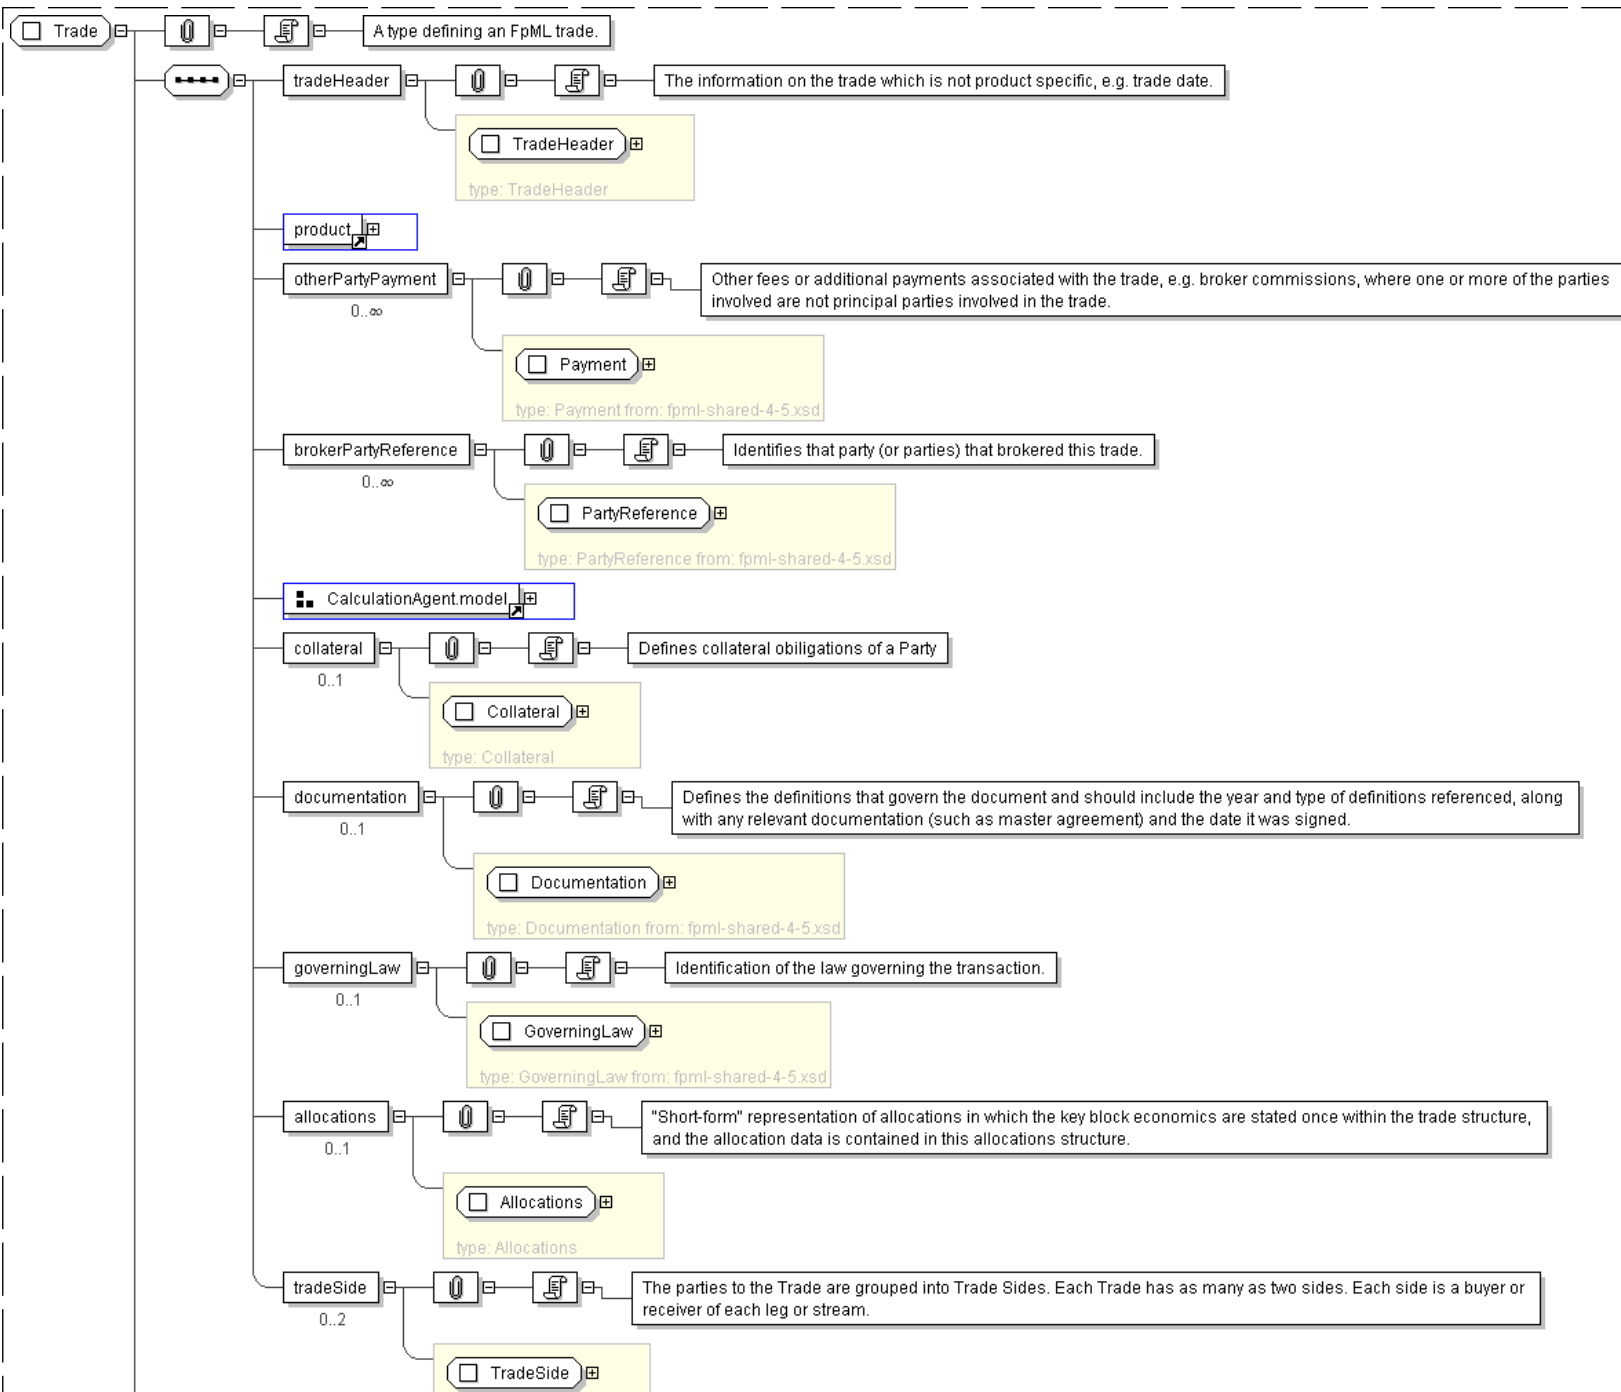 Trade
A type defining an FpML trade.
tradeHeader
The information on the trade which is not product specific, e.g. trade date.
TradeHeader
type: TradeHeader
product
otherPartyPayment
Other fees or additional payments associated with the trade, e.g. broker commissions, where one or more of the parties
involved are not principal parties involved in the trade.
0..∞
Payment
type: Payment from: fpml-shared-4-5.xsd
brokerPartyReference
Identifies that party (or parties) that brokered this trade.
0..∞
PartyReference
type: PartyReference from: fpml-shared-4-5.xsd
CalculationAgent.model
collateral
Defines collateral obiligations of a Party
0..1
Collateral
type: Collateral
documentation
Defines the definitions that govern the document and should include the year and type of definitions referenced, along
with any relevant documentation (such as master agreement) and the date it was signed.
0..1
Documentation
type: Documentation from: fpml-shared-4-5.xsd
governingLaw
Identification of the law governing the transaction.
0..1
GoverningLaw
type: GoverningLaw from: fpml-shared-4-5.xsd
allocations
"Short-form" representation of allocations in which the key block economics are stated once within the trade structure,
and the allocation data is contained in this allocations structure.
0..1
Allocations
type: Allocations
tradeSide
The parties to the Trade are grouped into Trade Sides. Each Trade has as many as two sides. Each side is a buyer or
receiver of each leg or stream.
0..2
TradeSide